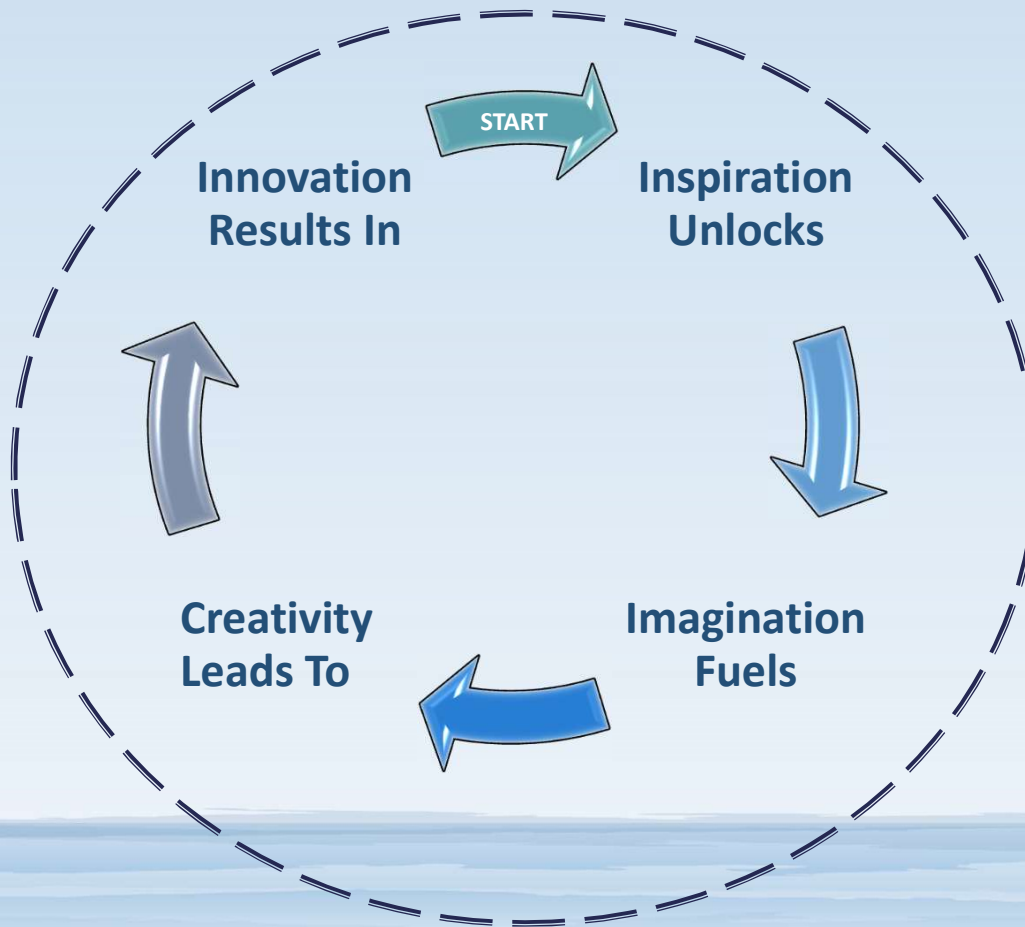 START
Inspiration
Unlocks
Imagination
Fuels
Creativity
Leads To
Innovation
Results In